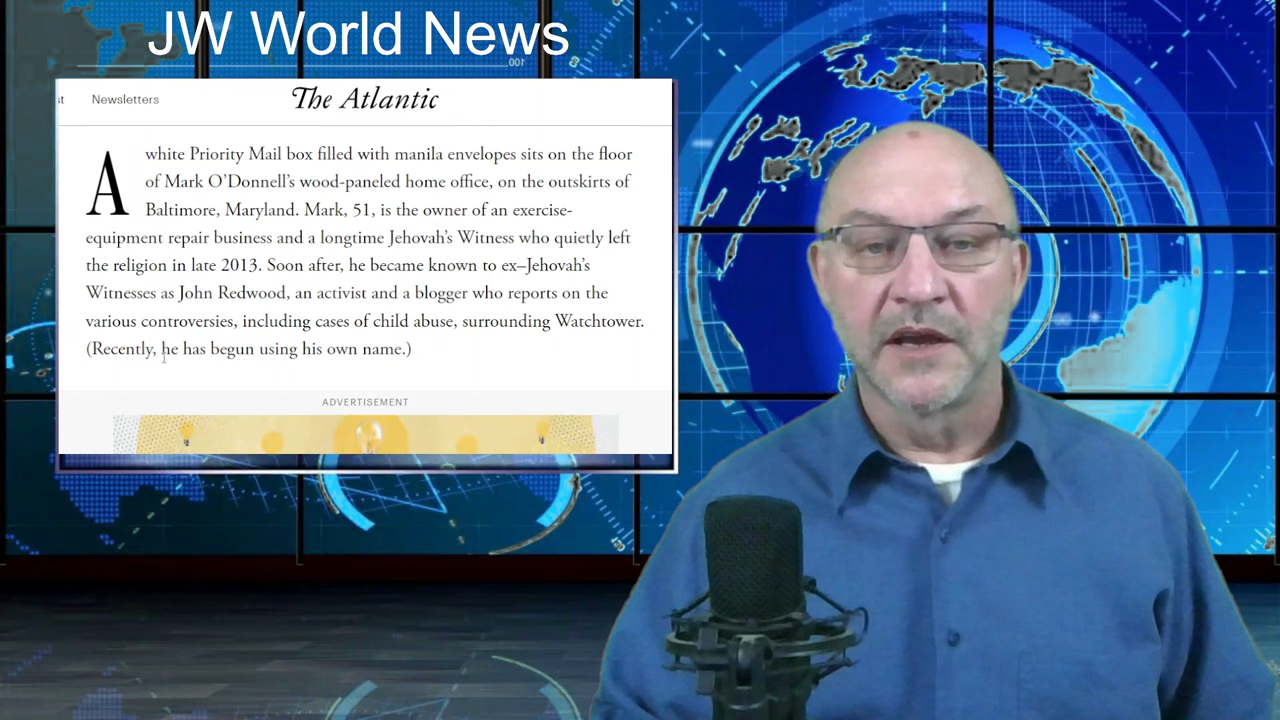 JW World News
001
st Newsletters The Atlantic
A white Priority Mail box filled with manila envelopes sits on the floor
of Mark O’Donnell’s wood-paneled home office, on the outskirts of
Baltimore, Maryland. Mark, 51, is the owner of an exercise-
equipment repair business and a longtime Jehovah’s Witness who quietly left
the religion in late 2013. Soon after, he became known to ex–Jehovah’s
Witnesses as John Redwood, an activist and a blogger who reports on the
various controversies, including cases of child abuse, surrounding Watchtower.
(Recently, he has begun using his own name.)
ADVERTISEMENT